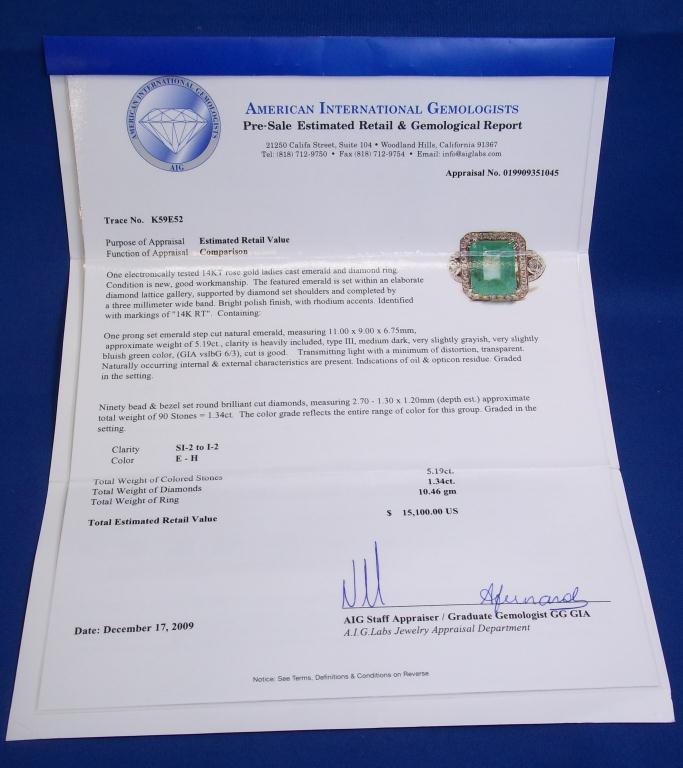 AMERICAN INTERNATIONAL GEMOLOGISTS
AIG
AMERICAN INTERNATIONAL GEMOLOGISTS
Pre-Sale Estimated Retail & Gemological Report
21250 Califa Street, Suite 104 • Woodland Hills, California 91367
Tel: (818) 712-9750 • Fax (818) 712-9754 • Email: info@aiglabs.com
Appraisal No. 019909351045
Trace No. K59E52
Purpose of Appraisal Estimated Retail Value
Function of Appraisal Comparison
One electronically tested 14KT rose gold ladies cast emerald and diamond ring.
Condition is new, good workmanship. The featured emerald is set within an elaborate
diamond lattice gallery, supported by diamond set shoulders and completed by
a three millimeter wide band. Bright polish finish, with rhodium accents. Identified
with markings of "14K RT". Containing:
One prong set emerald step cut natural emerald, measuring 11.00 x 9.00 x 6.75mm,
approximate weight of 5.19ct., clarity is heavily included, type III, medium dark, very slightly grayish, very slightly
bluish green color, (GIA vslbG 6/3), cut is good. Transmitting light with a minimum of distortion, transparent.
Naturally occurring internal & external characteristics are present. Indications of oil & opticon residue. Graded
in the setting.
Ninety bead & bezel set round brilliant cut diamonds, measuring 2.70 - 1.30 x 1.20mm (depth est.) approximate
total weight of 90 Stones = 1.34ct. The color grade reflects the entire range of color for this group. Graded in the
setting.
Clarity SI-2 to I-2
Color E - H
Total Weight of Colored Stones 5.19ct.
Total Weight of Diamonds 1.34ct.
Total Weight of Ring 10.46 gm
Total Estimated Retail Value $ 15,100.00 US
AIG Staff Appraiser / Graduate Gemologist GG GIA
A.I.G.Labs Jewelry Appraisal Department
Date: December 17, 2009
Notice: See Terms, Definitions & Conditions on Reverse